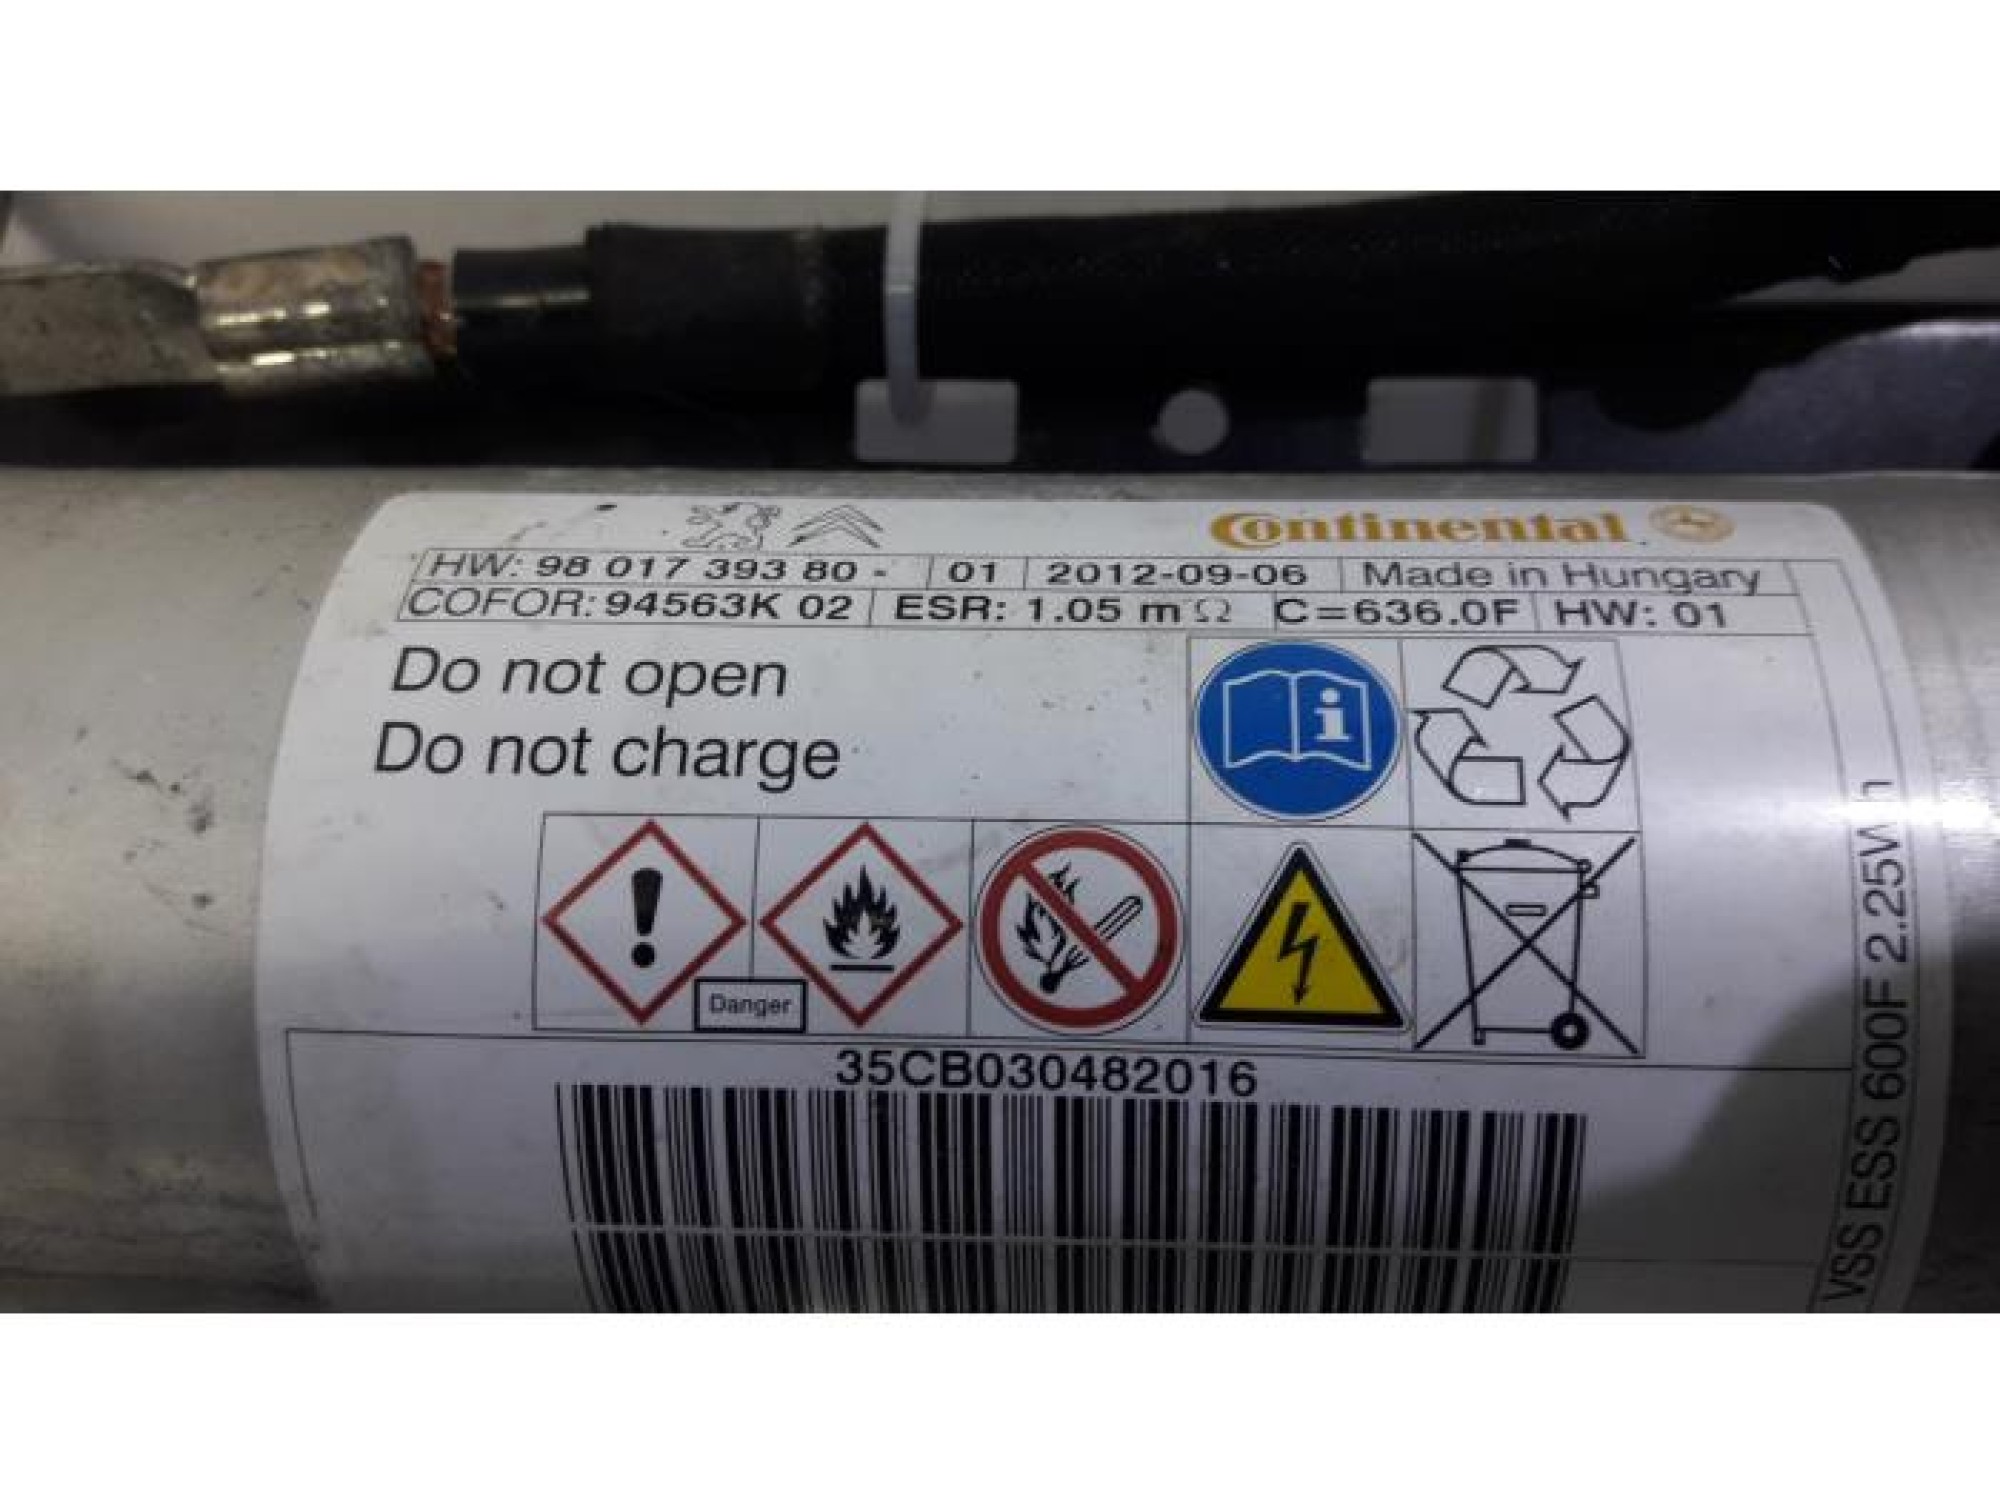 Continental
HW: 98 017 393 80 - 01 2012-09-06 Made in Hungary
COFOR: 94563K 02 ESR: 1.05 mΩ C=636.0F HW: 01
Do not open
Do not charge
Danger
35CB030482016
VSS ESS 600F 2.25Wh